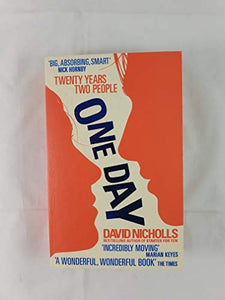 'BIG, ABSORBING, SMART'
NICK HORNBY
TWENTY YEARS
TWO PEOPLE
ONE DAY
DAVID NICHOLLS
BESTSELLING AUTHOR OF STARTER FOR TEN
'INCREDIBLY MOVING'
MARIAN KEYES
'A WONDERFUL, WONDERFUL BOOK' THE TIMES